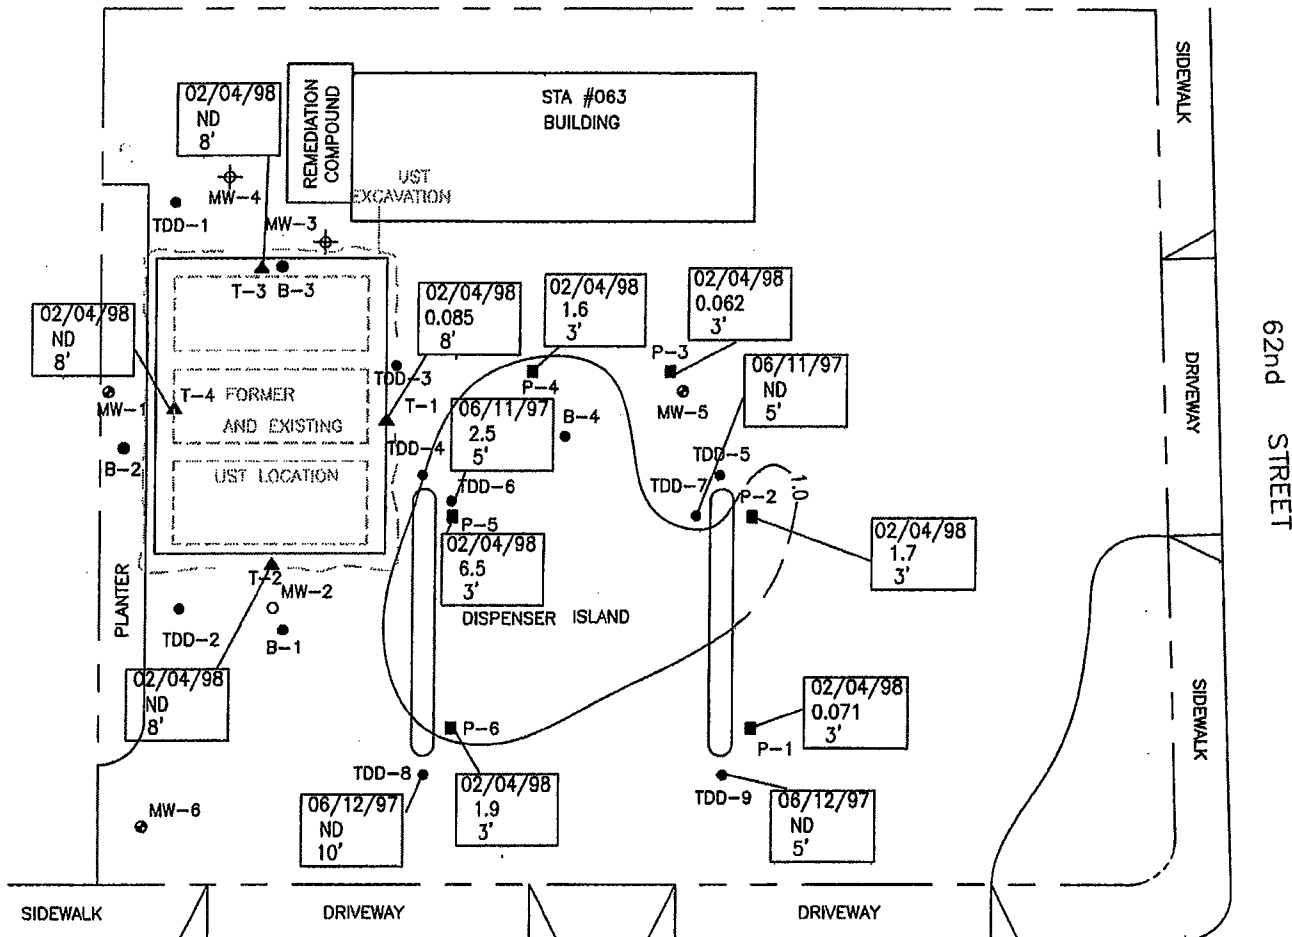 SIDEWALK
02/04/98
ND
8'
REMEDIATION
COMPOUND
STA #063
BUILDING
UST
EXCAVATION
MW-4
TDD-1
MW-3
T-3 B-3
02/04/98
ND
8'
02/04/98
0.085
8'
02/04/98
1.6
3'
02/04/98
0.062
3'
62nd STREET
DRIVEWAY
P-3
06/11/97
ND
5'
TDD-3
P-4
MW-1
T-4 FORMER
AND EXISTING
UST LOCATION
T-1
06/11/97
2.5
5'
B-4
MW-5
TDD-4
B-2
TDD-5
TDD-6
TDD-7
P-2
1.0
P-5
02/04/98
6.5
3'
02/04/98
1.7
3'
PLANTER
T-2
MW-2
TDD-2
B-1
DISPENSER ISLAND
02/04/98
ND
8'
02/04/98
0.071
3'
SIDEWALK
P-6
P-1
TDD-8
TDD-9
MW-6
06/12/97
ND
10'
02/04/98
1.9
3'
06/12/97
ND
5'
SIDEWALK
DRIVEWAY
DRIVEWAY